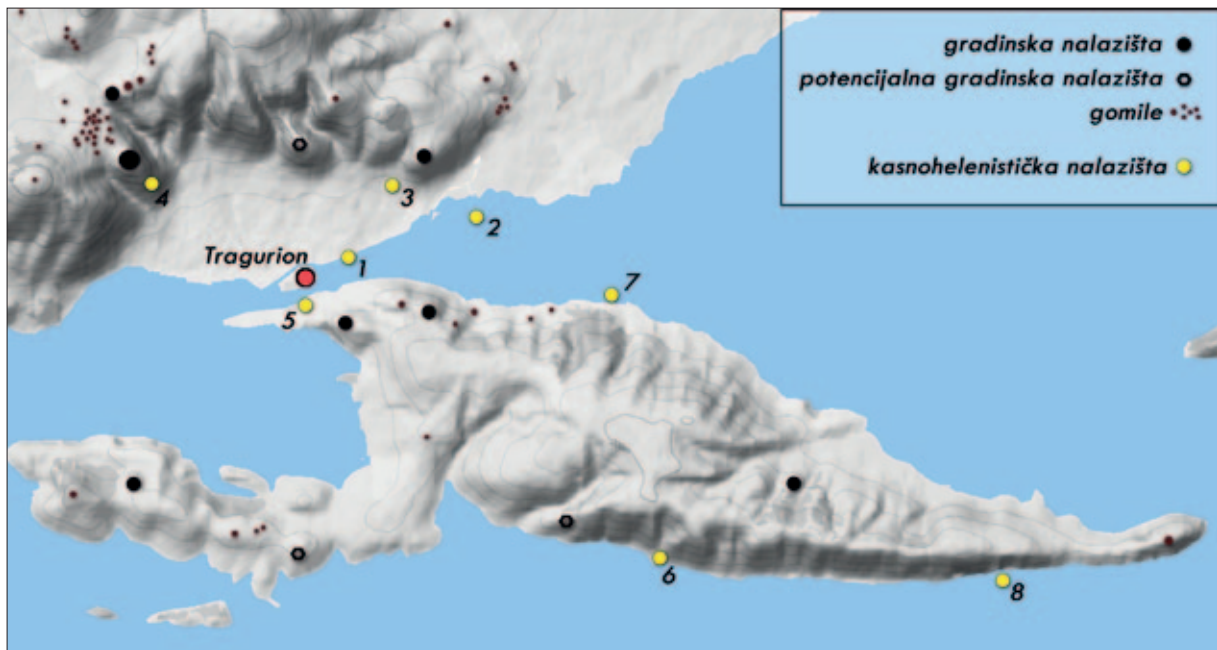 gradinska nalazišta
potencijalna gradinska nalazišta
gomile
kasnohelenistička nalazišta
4
3
2
Tragurion
1
7
5
6
8